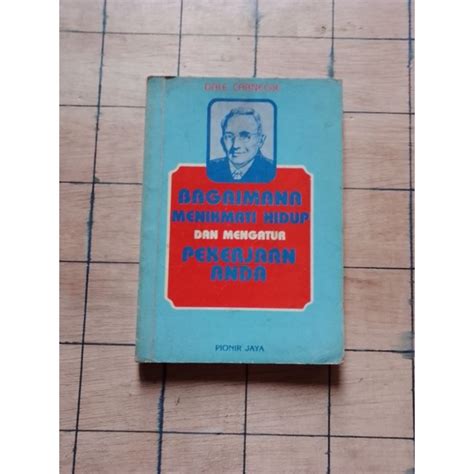 DALE CARNEGIE
BAGAIMANA
MENIKMATI HIDUP
DAN MENGATUR
PEKERJAAN
ANDA
PIONIR JAYA